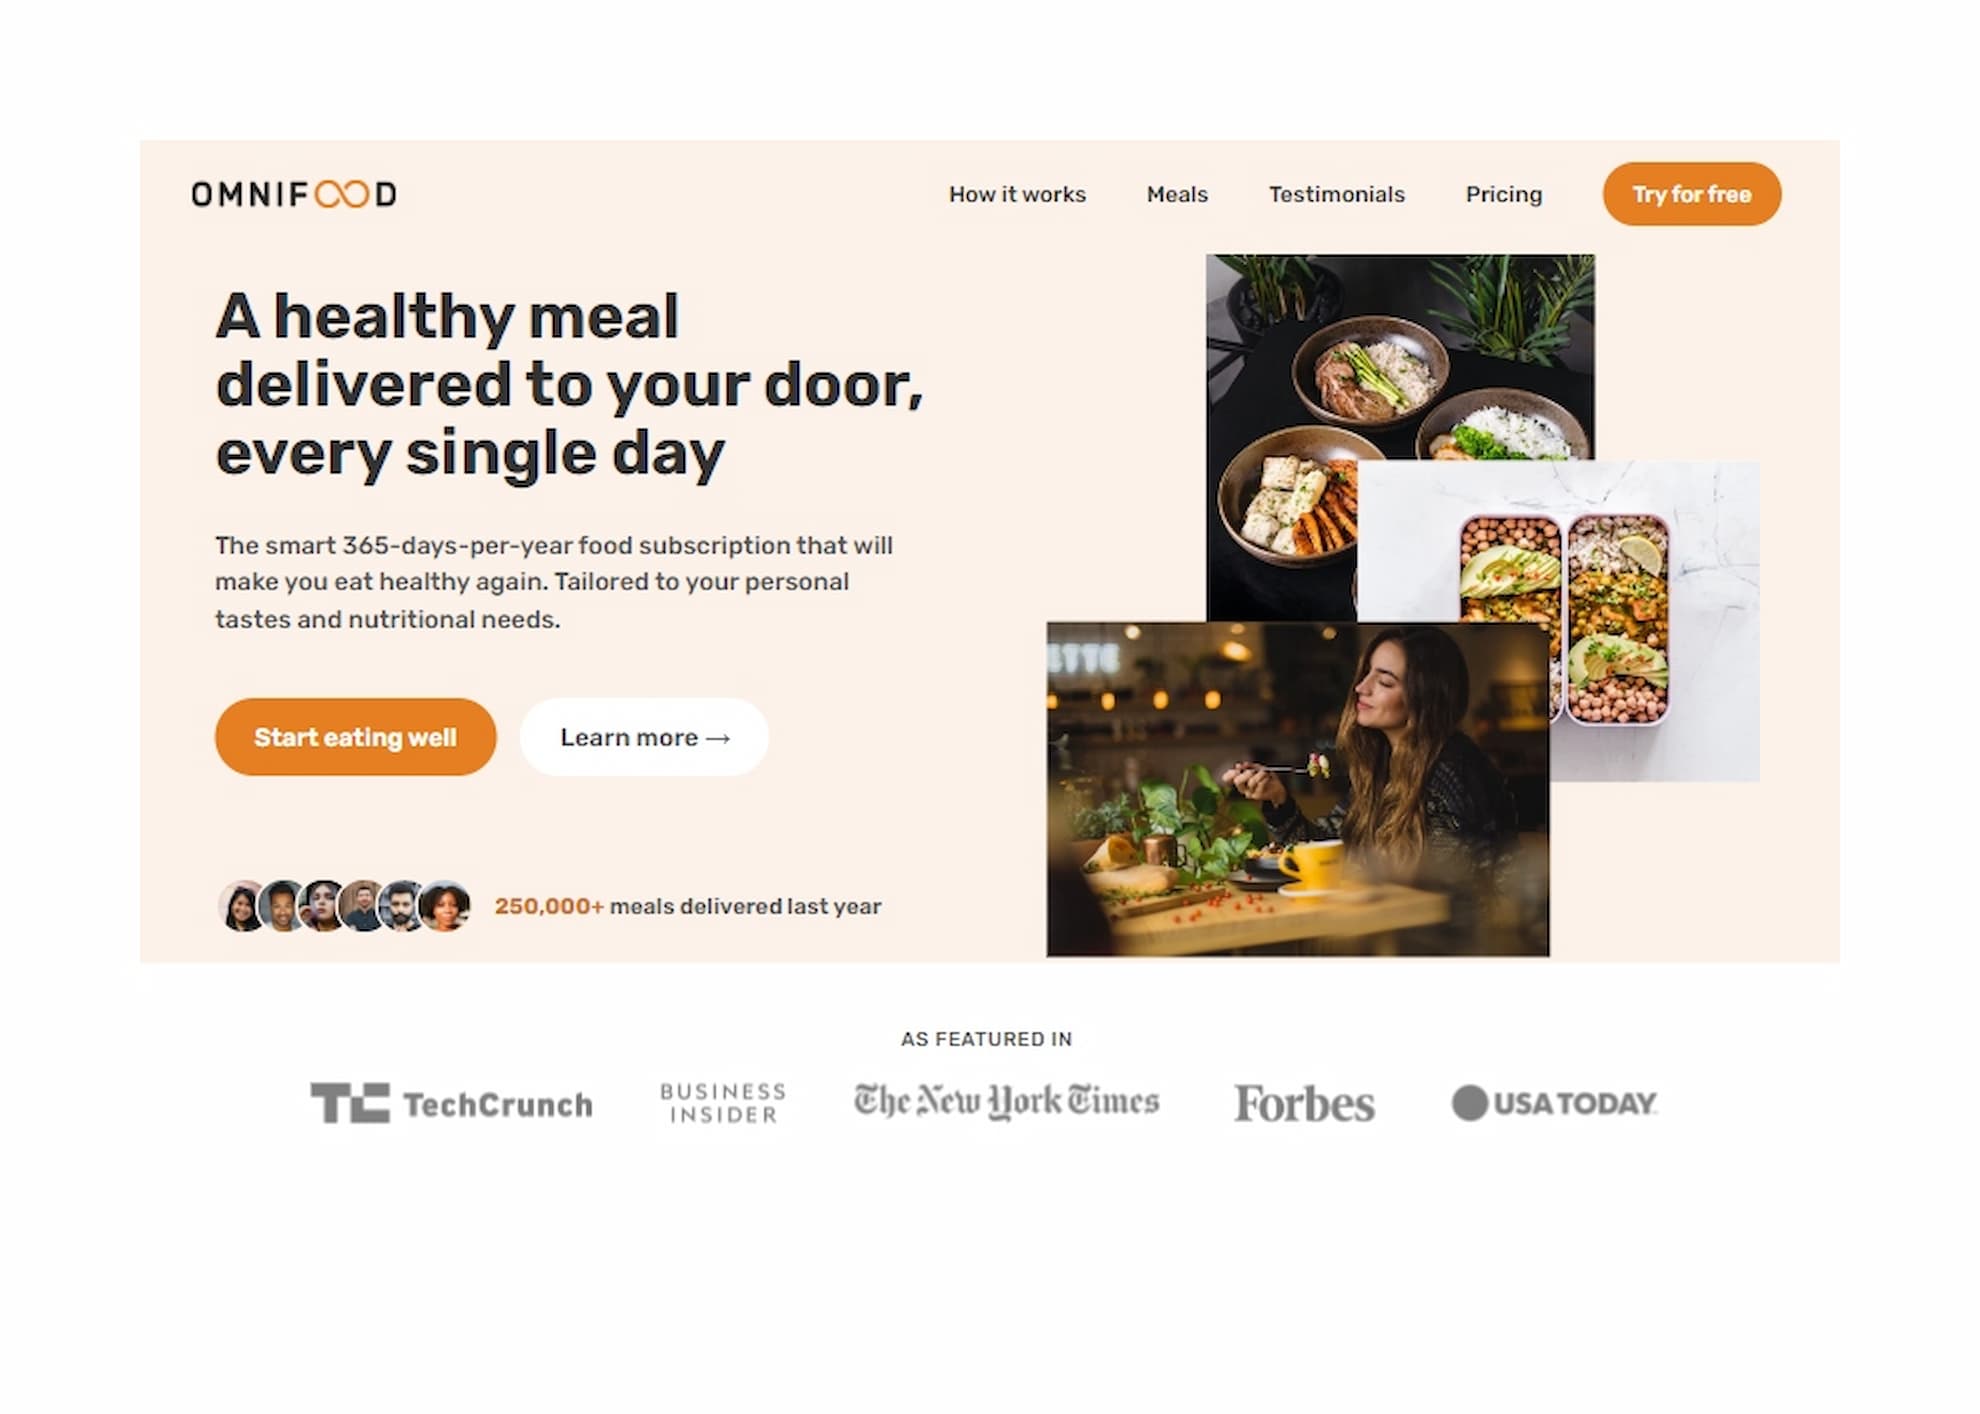 OMNIFOOD
How it works Meals Testimonials Pricing Try for free
A healthy meal
delivered to your door,
every single day
The smart 365-days-per-year food subscription that will
make you eat healthy again. Tailored to your personal
tastes and nutritional needs.
Start eating well Learn more →
ETTE
250,000+ meals delivered last year
AS FEATURED IN
TC TechCrunch
BUSINESS
INSIDER
The New York Times
Forbes
USA TODAY